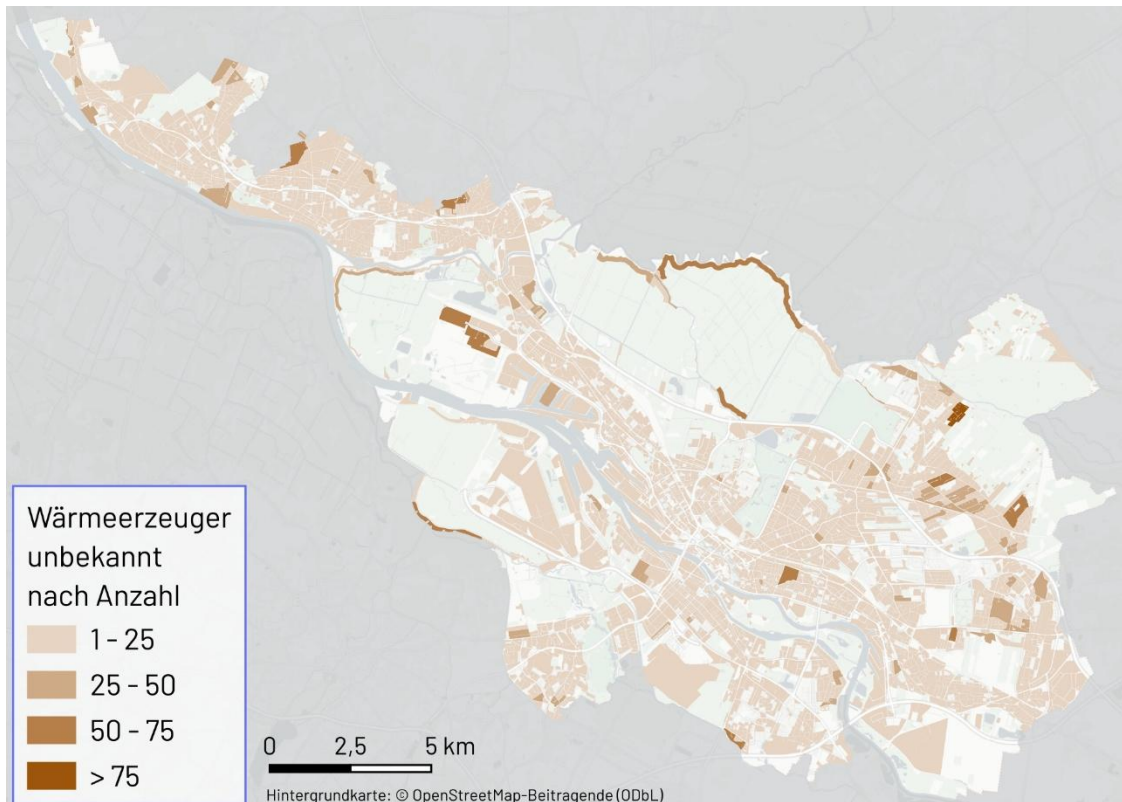 Wärmeerzeuger
unbekannt
nach Anzahl
1 - 25
25 - 50
50 - 75
> 75
0 2,5 5 km
Hintergrundkarte: © OpenStreetMap-Beitragende (ODbL)